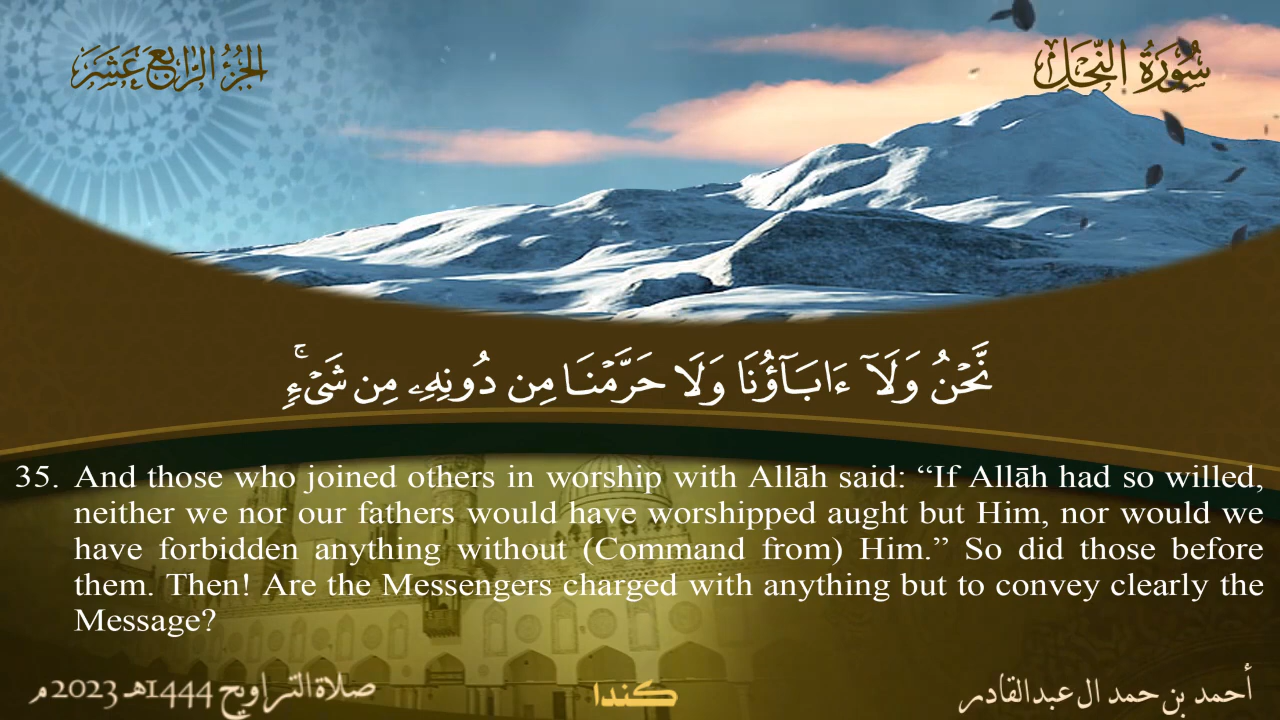 سُورَةُ النَّحْلِ
الجُزْءُ الرَّابِعَ عَشَرَ
نَّحْنُ وَلَآ ءَابَآؤُنَا وَلَا حَرَّمْنَا مِن دُونِهِۦ مِن شَىْءٍۢ ۚ
35. And those who joined others in worship with Allāh said: “If Allāh had so willed,
neither we nor our fathers would have worshipped aught but Him, nor would we
have forbidden anything without (Command from) Him.” So did those before
them. Then! Are the Messengers charged with anything but to convey clearly the
Message?
أحمد بن حمد ال عبدالقادر
كندا
صلاة التراويح 1444هـ 2023م